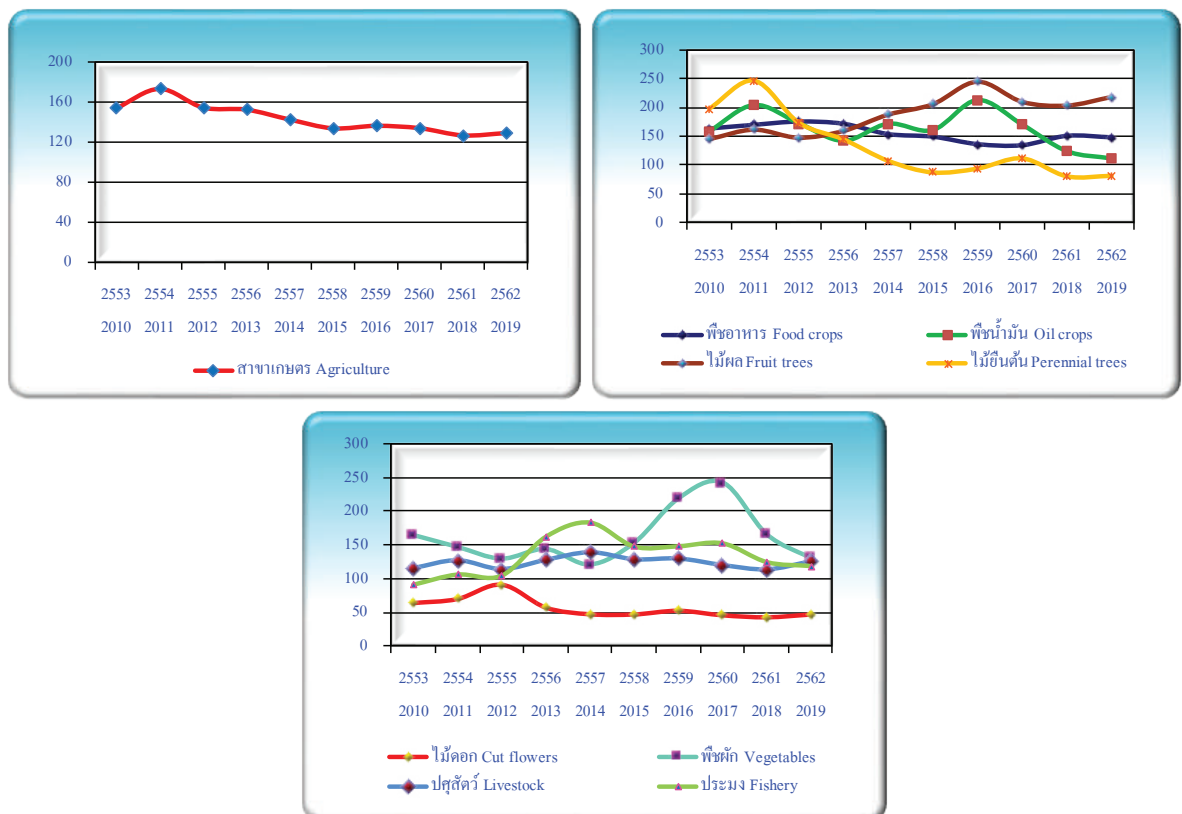 200
160
120
80
40
0
2553 2554 2555 2556 2557 2558 2559 2560 2561 2562
2010 2011 2012 2013 2014 2015 2016 2017 2018 2019
สาขาเกษตร Agriculture
300
250
200
150
100
50
0
2553 2554 2555 2556 2557 2558 2559 2560 2561 2562
2010 2011 2012 2013 2014 2015 2016 2017 2018 2019
พืชอาหาร Food crops พืชน้ำมัน Oil crops
ไม้ผล Fruit trees ไม้ยืนต้น Perennial trees
300
250
200
150
100
50
0
2553 2554 2555 2556 2557 2558 2559 2560 2561 2562
2010 2011 2012 2013 2014 2015 2016 2017 2018 2019
ไม้ดอก Cut flowers พืชผัก Vegetables
ปศุสัตว์ Livestock ประมง Fishery